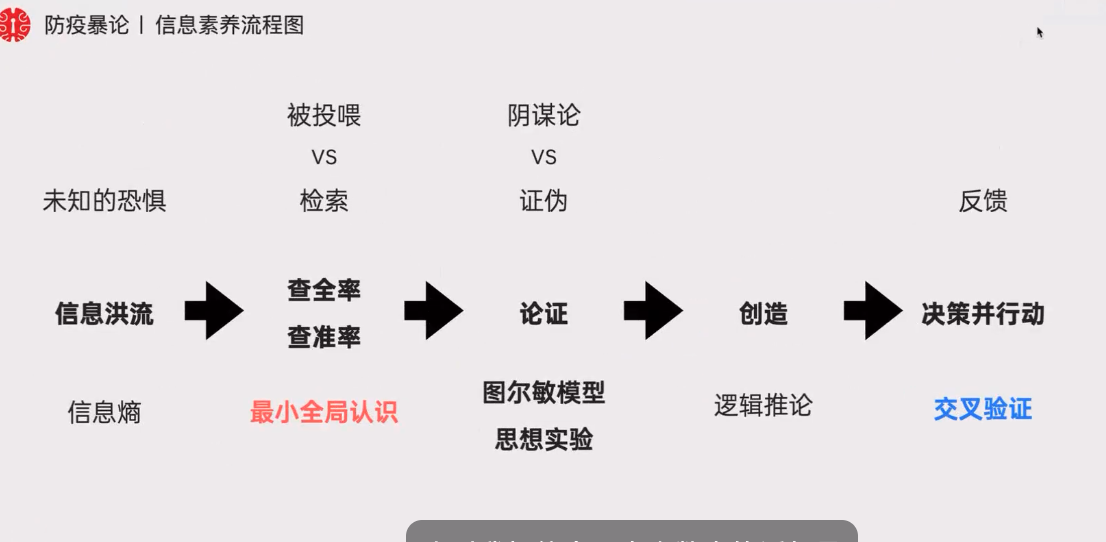 防疫暴论丨信息素养流程图
被投喂
VS
检索
阴谋论
VS
证伪
未知的恐惧
反馈
信息洪流
查全率
查准率
论证
创造
决策并行动
信息熵
最小全局认识
图尔敏模型
思想实验
逻辑推论
交叉验证